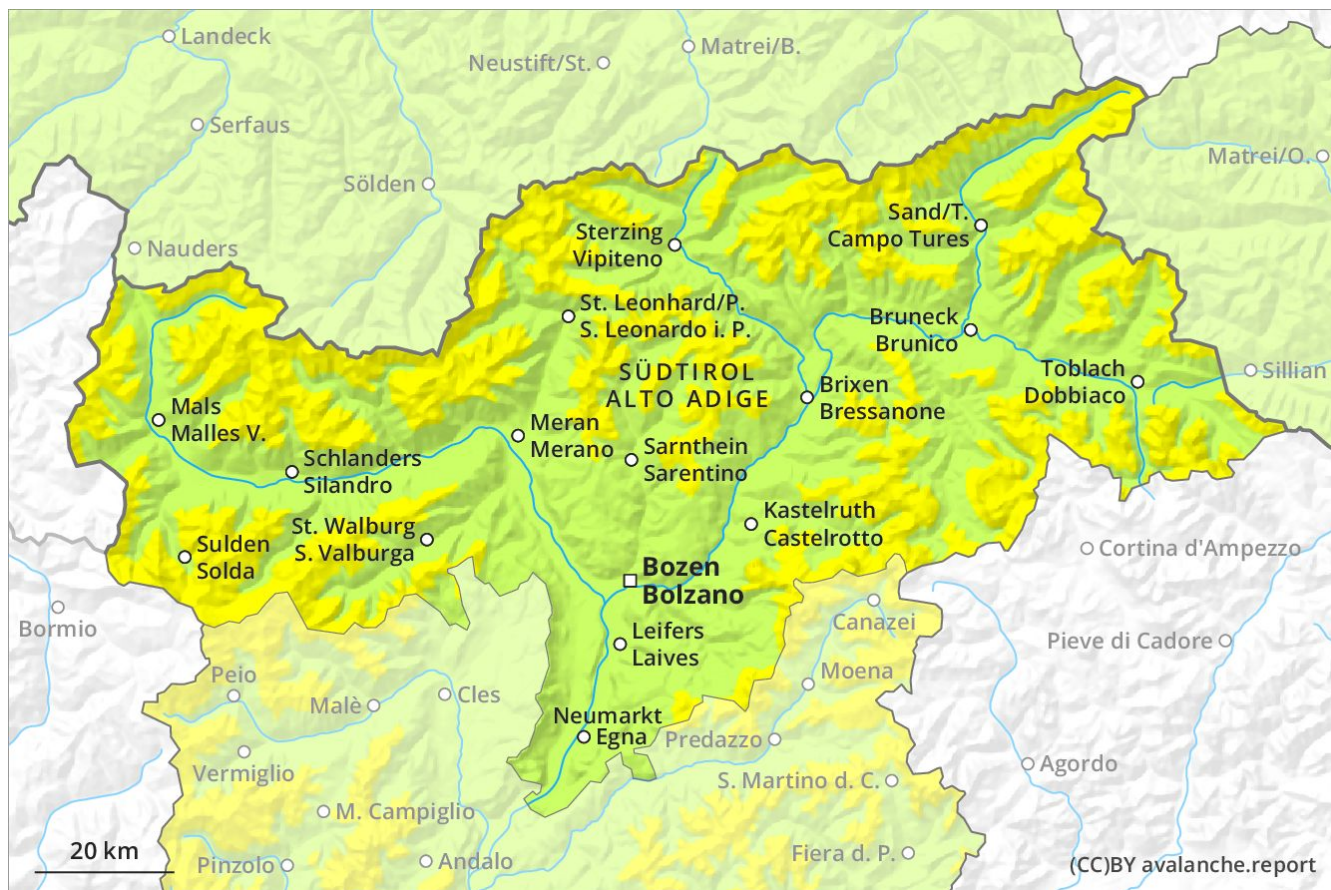 Landeck
Matrei/B.
Neustift/St.
Serfaus
Matrei/O.
Sölden
Sand/T.
Campo Tures
Sterzing
Vipiteno
Nauders
St. Leonhard/P.
S. Leonardo i. P.
Bruneck
Brunico
SÜDTIROL
ALTO ADIGE
Toblach
Dobbiaco
Sillian
Brixen
Bressanone
Mals
Malles V.
Meran
Merano
Sarnthein
Sarentino
Schlanders
Silandro
St. Walburg
S. Valburga
Kastelruth
Castelrotto
Sulden
Solda
Cortina d'Ampezzo
Bozen
Bolzano
Bormio
Canazei
Leifers
Laives
Pieve di Cadore
Peio
Moena
Malè
Cles
Neumarkt
Egna
Predazzo
Vermiglio
Agordo
S. Martino d. C.
M. Campiglio
20 km
Pinzolo
Andalo
Fiera d. P.
(CC)BY avalanche.report